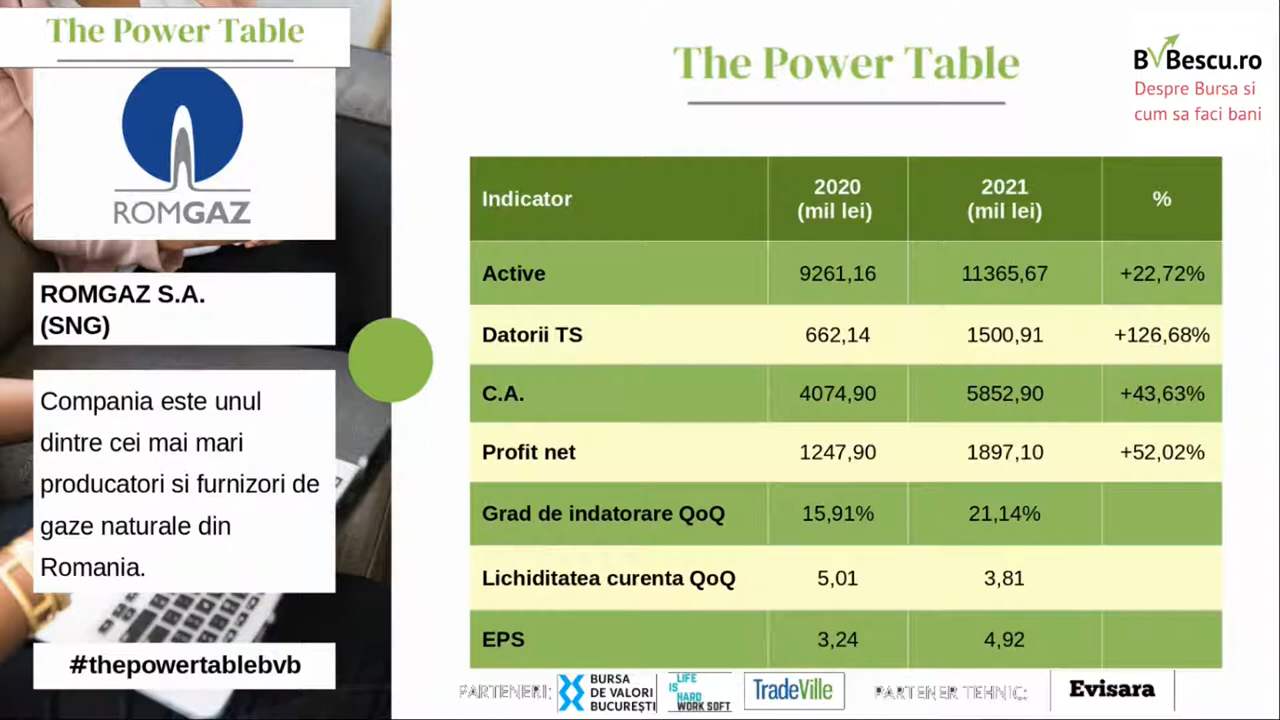 The Power Table
ROMGAZ
ROMGAZ S.A.
(SNG)
Compania este unul
dintre cei mai mari
producatori si furnizori de
gaze naturale din
Romania.
#thepowertablebvb
The Power Table
BVBescu.ro
Despre Bursa si
cum sa faci bani
Indicator 2020 (mil lei) 2021 (mil lei) %
Active 9261,16 11365,67 +22,72%
Datorii TS 662,14 1500,91 +126,68%
C.A. 4074,90 5852,90 +43,63%
Profit net 1247,90 1897,10 +52,02%
Grad de indatorare QoQ 15,91% 21,14%
Lichiditatea curenta QoQ 5,01 3,81
EPS 3,24 4,92
PARTENERI:
BURSA
DE VALORI
BUCUREȘTI
LIFE
IS
HARD
WORK SOFT
TradeVille
PARTENER TEHNIC:
Evisara